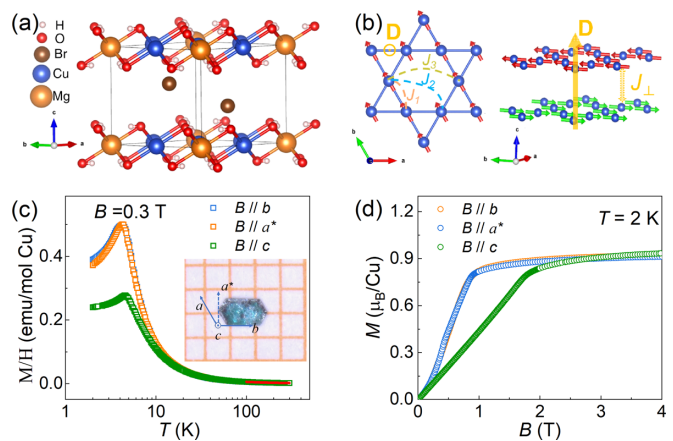 (a)
H
O
Br
Cu
Mg
c
b
a
(b)
D
J3
J2
J1
b
a
D
J⊥
c
b
a
(c)
B =0.3 T
B // b
B // a*
B // c
M/H (emu/mol Cu)
0.4
0.2
0.0
a*
a
c
b
1
10
100
T (K)
(d)
B // b
B // a*
B // c
T = 2 K
M (μB/Cu)
1.2
0.9
0.6
0.3
0.0
0
1
2
3
4
B (T)